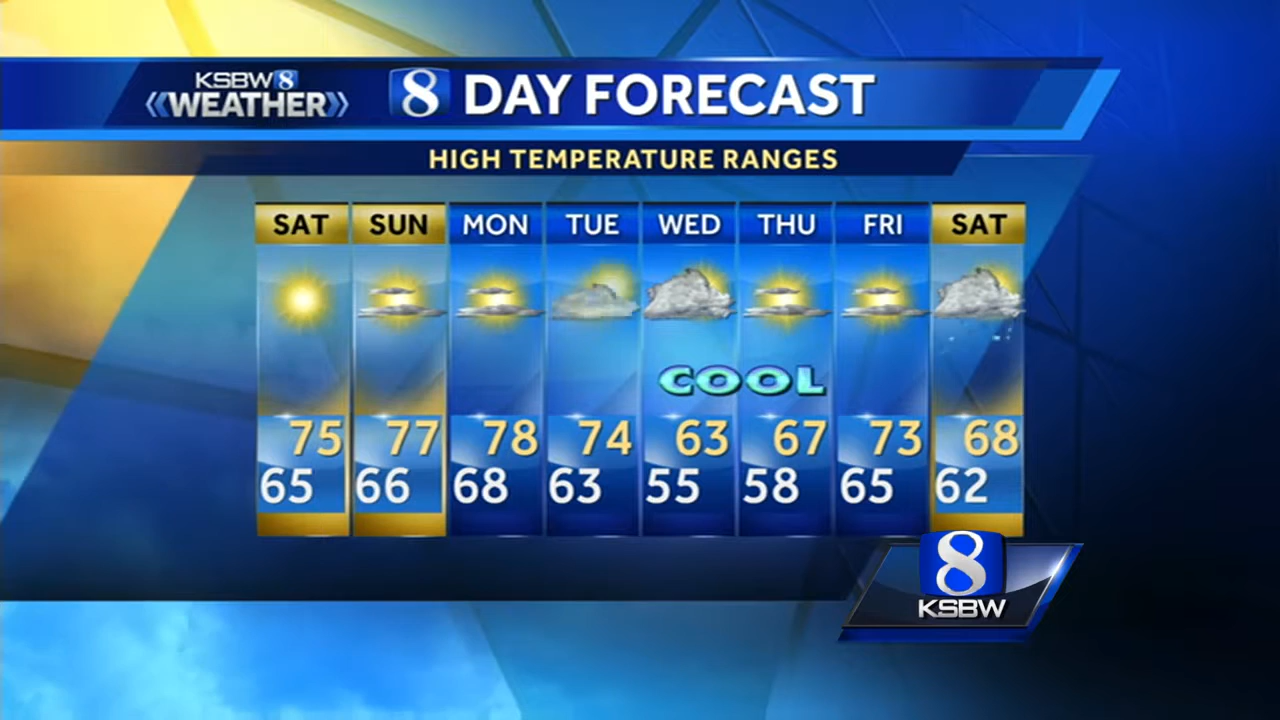 KSBW 8
WEATHER
8 DAY FORECAST
HIGH TEMPERATURE RANGES
SAT SUN MON TUE WED THU FRI SAT
COOL
75 77 78 74 63 67 73 68
65 66 68 63 55 58 65 62
8
KSBW